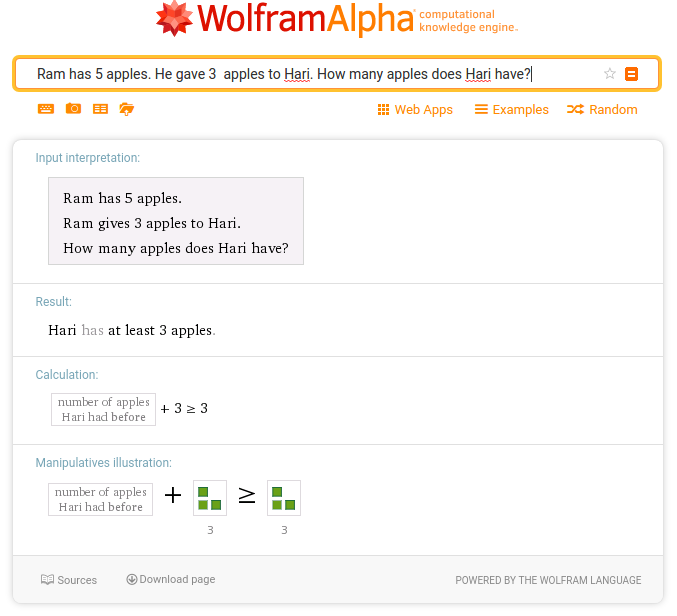 WolframAlpha computational
knowledge engine™
Ram has 5 apples. He gave 3  apples to Hari. How many apples does Hari have?
Web Apps Examples Random
Input interpretation:
Ram has 5 apples.
Ram gives 3 apples to Hari.
How many apples does Hari have?
Result:
Hari has at least 3 apples.
Calculation:
number of apples
Hari had before
+ 3 ≥ 3
Manipulatives illustration:
number of apples
Hari had before
+ ≥
3 3
Sources Download page POWERED BY THE WOLFRAM LANGUAGE